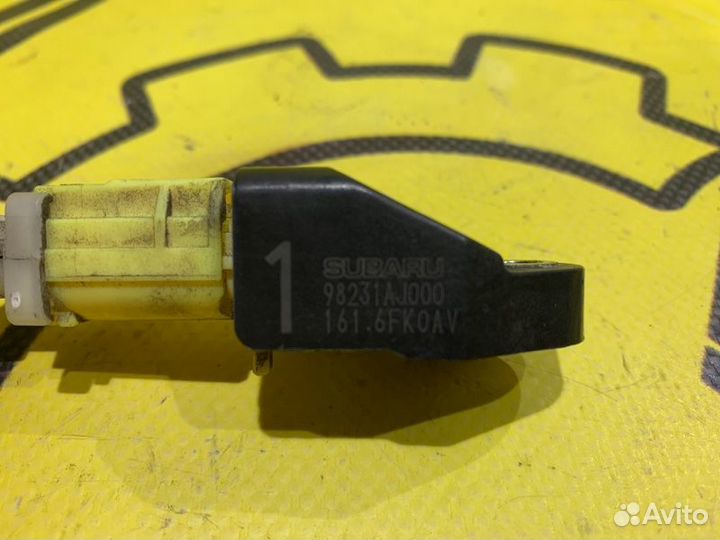 1
SUBARU
98231AJ000
161.6FK0AV
Avito